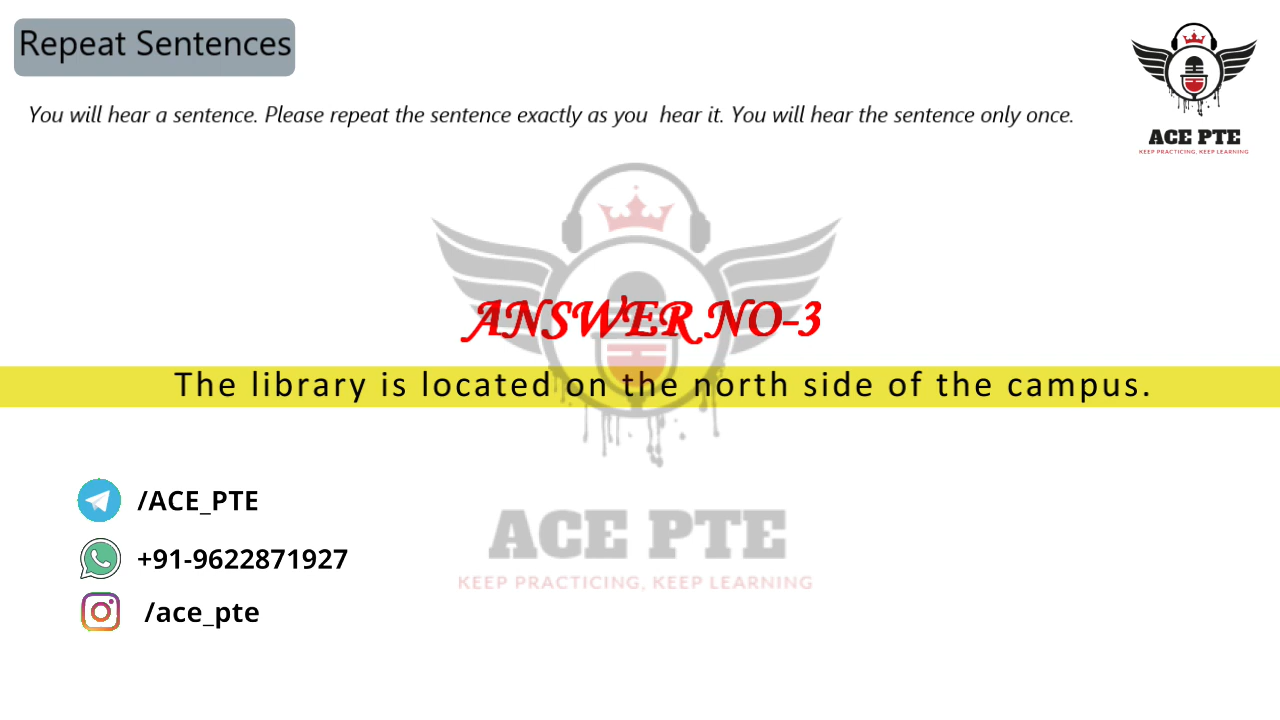 Repeat Sentences
You will hear a sentence. Please repeat the sentence exactly as you hear it. You will hear the sentence only once.
ACE PTE
KEEP PRACTICING, KEEP LEARNING
ANSWER NO-3
The library is located on the north side of the campus.
/ACE_PTE
+91-9622871927
/ace_pte
ACE PTE
KEEP PRACTICING, KEEP LEARNING